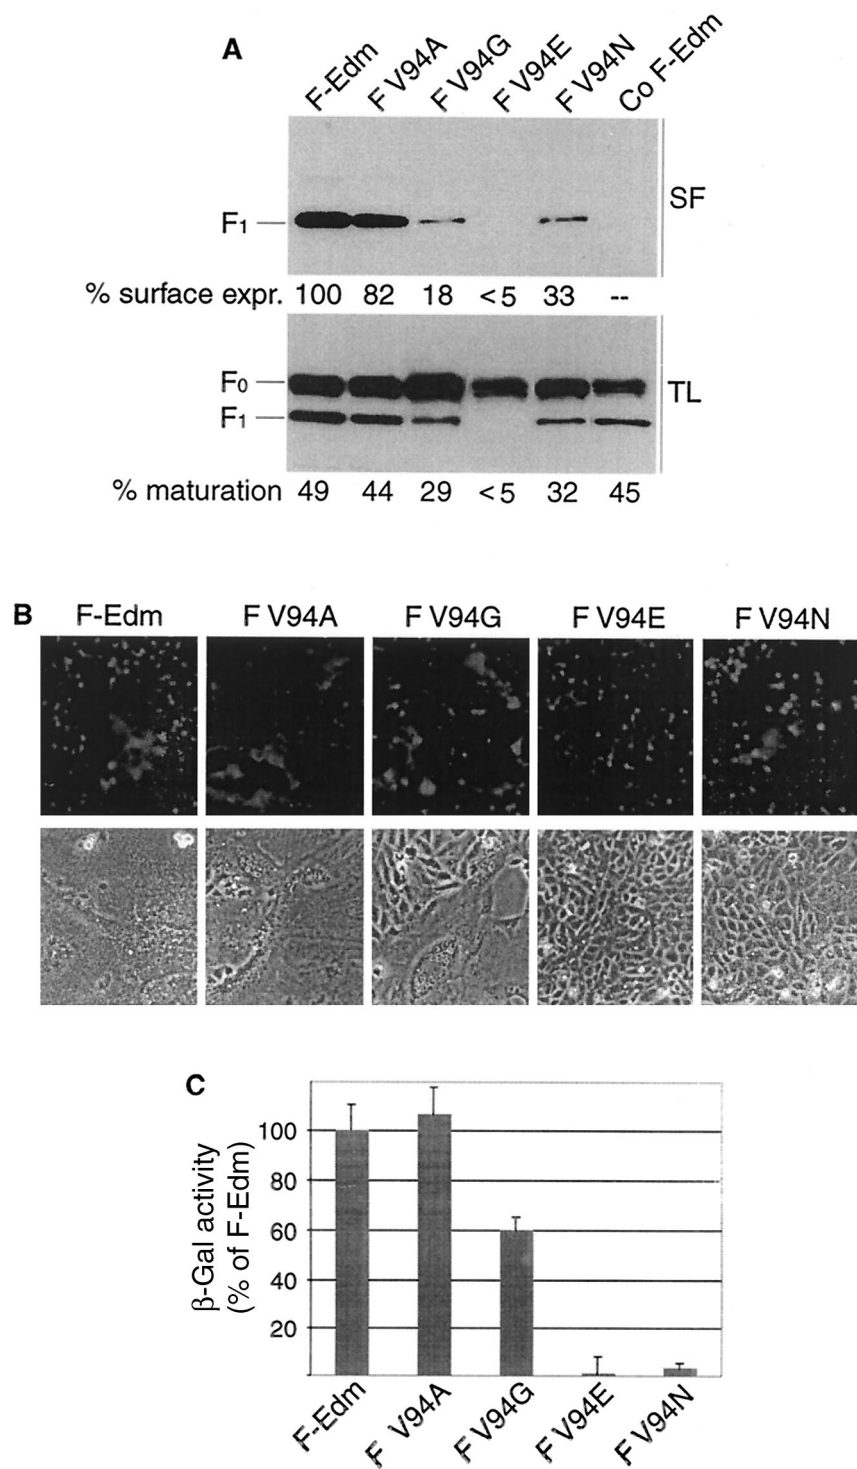 A
F-Edm F V94A F V94G F V94E F V94N Co F-Edm
F1
SF
% surface expr. 100 82 18 <5 33 --
F0
F1
TL
% maturation 49 44 29 <5 32 45
B
F-Edm F V94A F V94G F V94E F V94N
C
β-Gal activity
(% of F-Edm)
100
80
60
40
20
F-Edm F V94A F V94G F V94E F V94N